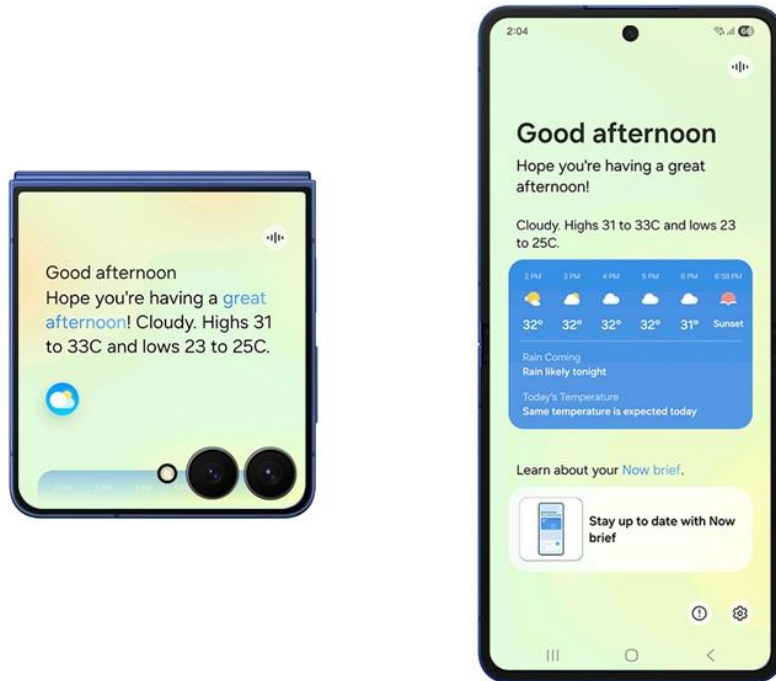 Good afternoon
Hope you're having a great
afternoon! Cloudy. Highs 31
to 33C and lows 23 to 25C.
2:04
Good afternoon
Hope you're having a great
afternoon!
Cloudy. Highs 31 to 33C and lows 23
to 25C.
2 PM 3 PM 4 PM 5 PM 6 PM 6:58 PM
32° 32° 32° 32° 31° Sunset
Rain Coming
Rain likely tonight
Today's Temperature
Same temperature is expected today
Learn about your Now brief.
Stay up to date with Now
brief